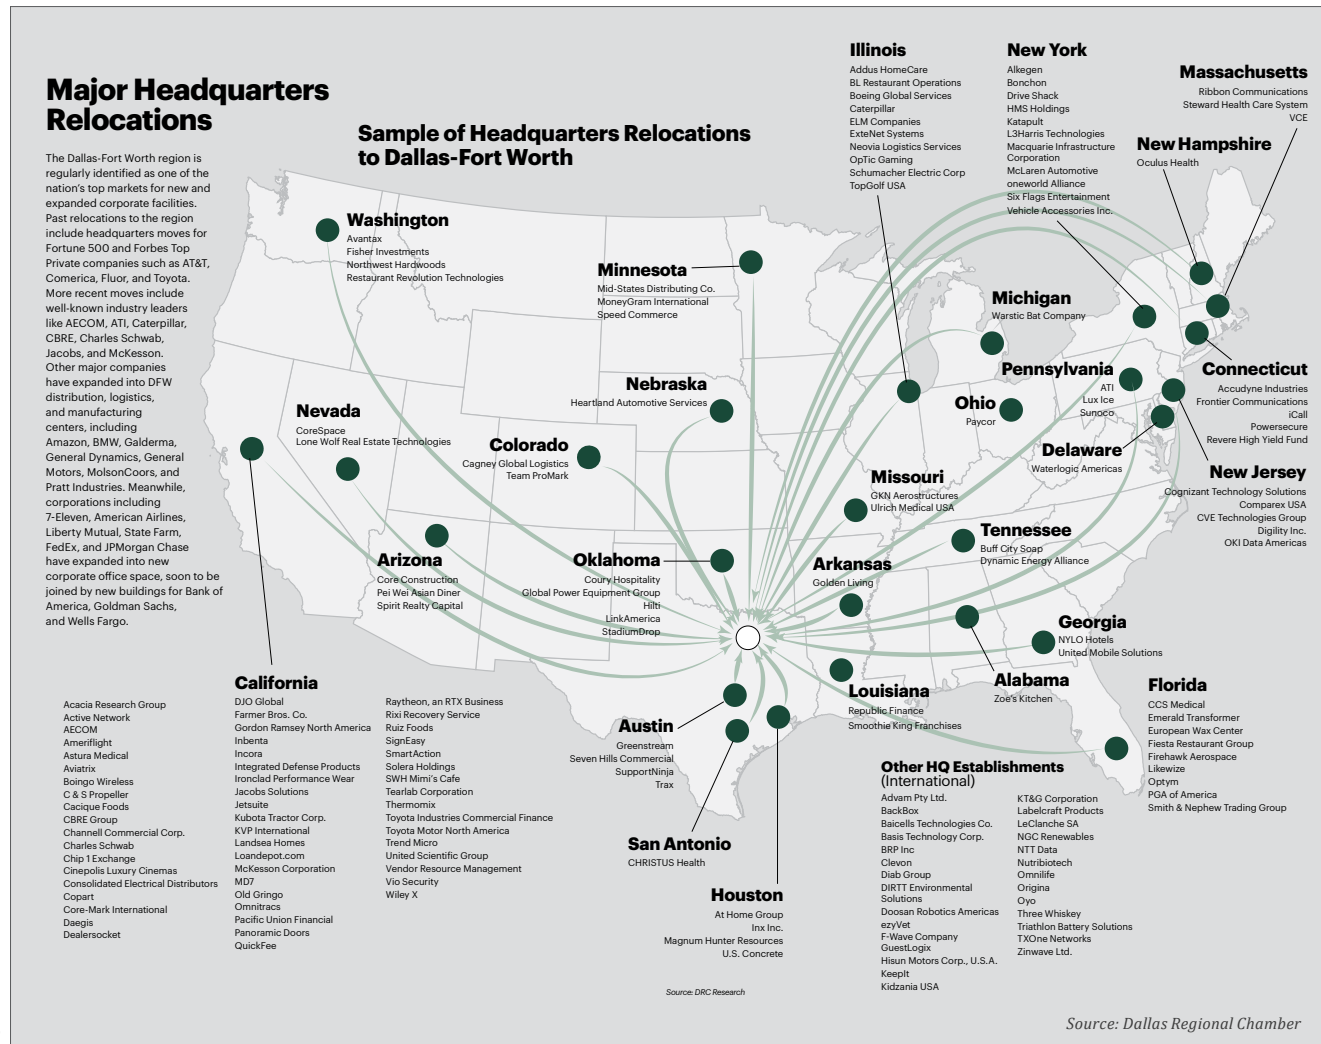 Major Headquarters
Relocations
The Dallas-Fort Worth region is
regularly identified as one of the
nation's top markets for new and
expanded corporate facilities.
Past relocations to the region
include headquarters moves for
Fortune 500 and Forbes Top
Private companies such as AT&T,
Comerica, Fluor, and Toyota.
More recent moves include
well-known industry leaders
like AECOM, ATI, Caterpillar,
CBRE, Charles Schwab,
Jacobs, and McKesson.
Other major companies
have expanded into DFW
distribution, logistics,
and manufacturing
centers, including
Amazon, BMW, Galderma,
General Dynamics, General
Motors, MolsonCoors, and
Pratt Industries. Meanwhile,
corporations including
7-Eleven, American Airlines,
Liberty Mutual, State Farm,
FedEx, and JPMorgan Chase
have expanded into new
corporate office space, soon to be
joined by new buildings for Bank of
America, Goldman Sachs,
and Wells Fargo.
Sample of Headquarters Relocations
to Dallas-Fort Worth
Illinois
Addus HomeCare
BL Restaurant Operations
Boeing Global Services
Caterpillar
ELM Companies
ExteNet Systems
Neovia Logistics Services
OpTic Gaming
Schumacher Electric Corp
TopGolf USA
New York
Alkegen
Bonchon
Drive Shack
HMS Holdings
Katapult
L3Harris Technologies
Macquarie Infrastructure
Corporation
McLaren Automotive
oneworld Alliance
Six Flags Entertainment
Vehicle Accessories Inc.
Massachusetts
Ribbon Communications
Steward Health Care System
VCE
New Hampshire
Oculus Health
Washington
Avantax
Fisher Investments
Northwest Hardwoods
Restaurant Revolution Technologies
Minnesota
Mid-States Distributing Co.
MoneyGram International
Speed Commerce
Michigan
Warstic Bat Company
Pennsylvania
ATI
Lux Ice
Sunoco
Connecticut
Accudyne Industries
Frontier Communications
iCall
Powersecure
Revere High Yield Fund
Nebraska
Heartland Automotive Services
Ohio
Paycor
Nevada
CoreSpace
Lone Wolf Real Estate Technologies
Colorado
Cagney Global Logistics
Team ProMark
Delaware
Waterlogic Americas
New Jersey
Cognizant Technology Solutions
Comparex USA
CVE Technologies Group
Digility Inc.
OKI Data Americas
Missouri
GKN Aerostructures
Ulrich Medical USA
Tennessee
Buff City Soap
Dynamic Energy Alliance
Arizona
Core Construction
Pei Wei Asian Diner
Spirit Realty Capital
Oklahoma
Coury Hospitality
Global Power Equipment Group
Hilti
LinkAmerica
StadiumDrop
Arkansas
Golden Living
Georgia
NYLO Hotels
United Mobile Solutions
Alabama
Zoe's Kitchen
Louisiana
Republic Finance
Smoothie King Franchises
Florida
CCS Medical
Emerald Transformer
European Wax Center
Fiesta Restaurant Group
Firehawk Aerospace
Likewize
Optym
PGA of America
Smith & Nephew Trading Group
Austin
Greenstream
Seven Hills Commercial
SupportNinja
Trax
San Antonio
CHRISTUS Health
Houston
At Home Group
Inx Inc.
Magnum Hunter Resources
U.S. Concrete
California
Acacia Research Group
Active Network
AECOM
Ameriflight
Astura Medical
Aviatrix
Boingo Wireless
C & S Propeller
Cacique Foods
CBRE Group
Channell Commercial Corp.
Charles Schwab
Chip 1 Exchange
Cinepolis Luxury Cinemas
Consolidated Electrical Distributors
Copart
Core-Mark International
Daegis
Dealersocket
DJO Global
Farmer Bros. Co.
Gordon Ramsey North America
Inbenta
Incora
Integrated Defense Products
Ironclad Performance Wear
Jacobs Solutions
Jetsuite
Kubota Tractor Corp.
KVP International
Landsea Homes
Loandepot.com
McKesson Corporation
MD7
Old Gringo
Omnitracs
Pacific Union Financial
Panoramic Doors
QuickFee
Raytheon, an RTX Business
Rixi Recovery Service
Ruiz Foods
SignEasy
SmartAction
Solera Holdings
SWH Mimi's Cafe
Tearlab Corporation
Thermomix
Toyota Industries Commercial Finance
Toyota Motor North America
Trend Micro
United Scientific Group
Vendor Resource Management
Vio Security
Wiley X
Other HQ Establishments
(International)
Advam Pty Ltd.
BackBox
Baicells Technologies Co.
Basis Technology Corp.
BRP Inc
Clevon
Diab Group
DIRTT Environmental
Solutions
Doosan Robotics Americas
ezyVet
F-Wave Company
GuestLogix
Hisun Motors Corp., U.S.A.
KeepIt
Kidzania USA
KT&G Corporation
Labelcraft Products
LeClanche SA
NGC Renewables
NTT Data
Nutribiotech
Omnilife
Origina
Oyo
Three Whiskey
Triathlon Battery Solutions
TXOne Networks
Zinwave Ltd.
Source: DRC Research
Source: Dallas Regional Chamber